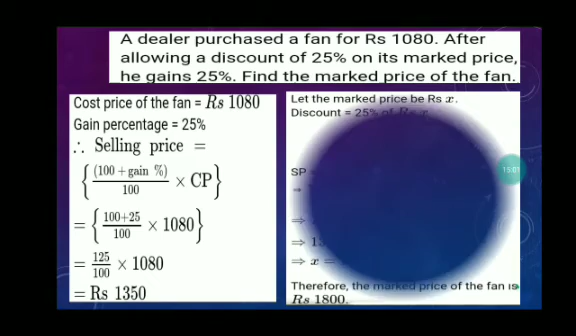 A dealer purchased a fan for Rs 1080. After
allowing a discount of 25% on its marked price,
he gains 25%. Find the marked price of the fan.
Cost price of the fan = Rs 1080
Gain percentage = 25%
∴ Selling price =
{(100 + gain %)/100 × CP}
= {100+25/100 × 1080}
= 125/100 × 1080
= Rs 1350
Let the marked price be Rs x.
Discount = 25% of Rs x
SP
⇒
⇒
⇒ x =
Therefore, the marked price of the fan is
Rs 1800.